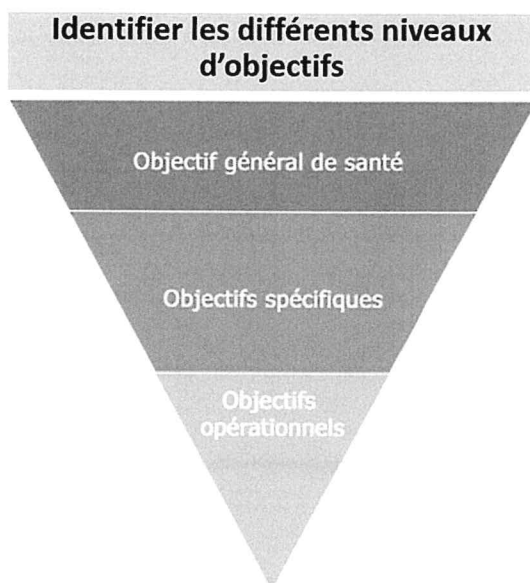 Identifier les différents niveaux
d'objectifs
Objectif général de santé
Objectifs spécifiques
Objectifs
opérationnels